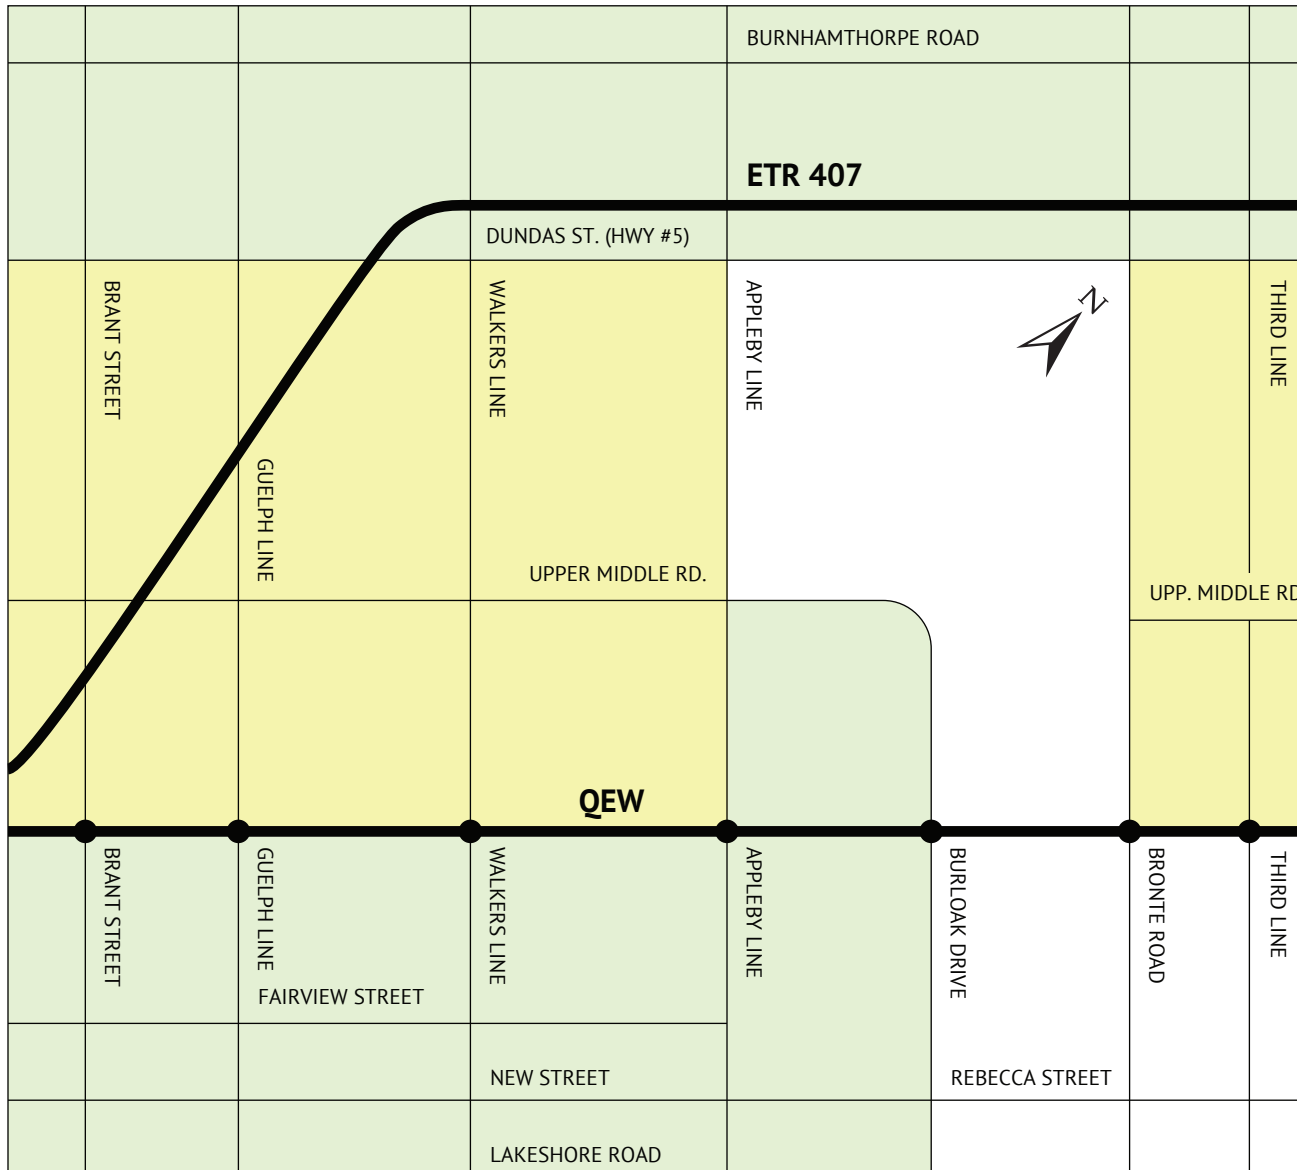 BURNHAMTHORPE ROAD
ETR 407
DUNDAS ST. (HWY #5)
BRANT STREET
WALKERS LINE
APPLEBY LINE
N
THIRD LINE
GUELPH LINE
UPPER MIDDLE RD.
UPP. MIDDLE RD
QEW
BRANT STREET
GUELPH LINE
WALKERS LINE
APPLEBY LINE
BURLOAK DRIVE
BRONTE ROAD
THIRD LINE
FAIRVIEW STREET
NEW STREET
REBECCA STREET
LAKESHORE ROAD